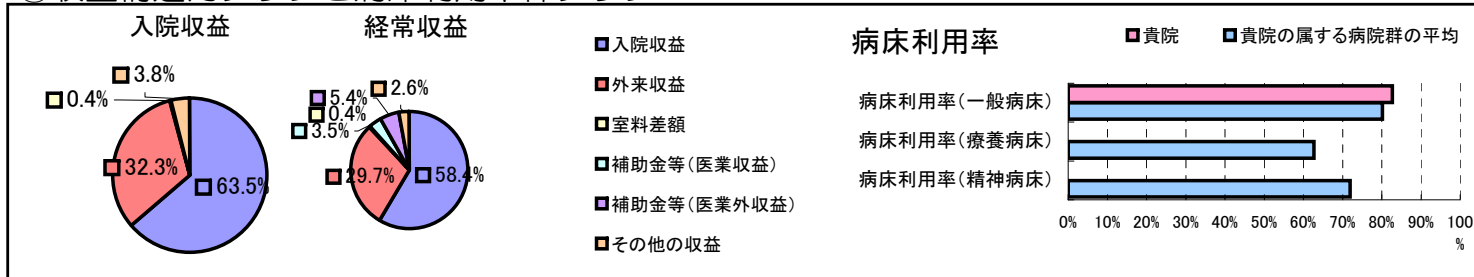 入院収益
3.8%
0.4%
32.3%
63.5%
経常収益
2.6%
5.4%
0.4%
3.5%
29.7%
58.4%
入院収益
外来収益
室料差額
補助金等(医業収益)
補助金等(医業外収益)
その他の収益
病床利用率
貴院
貴院の属する病院群の平均
病床利用率(一般病床)
病床利用率(療養病床)
病床利用率(精神病床)
0% 10% 20% 30% 40% 50% 60% 70% 80% 90% 100
%